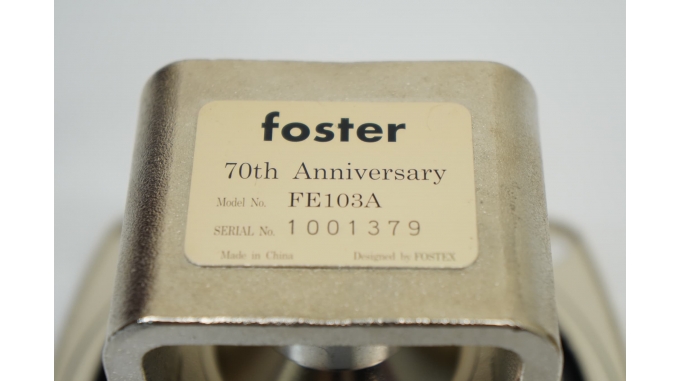 foster
70th Anniversary
Model No. FE103A
SERIAL No. 1001379
Made in China Designed by FOSTEX